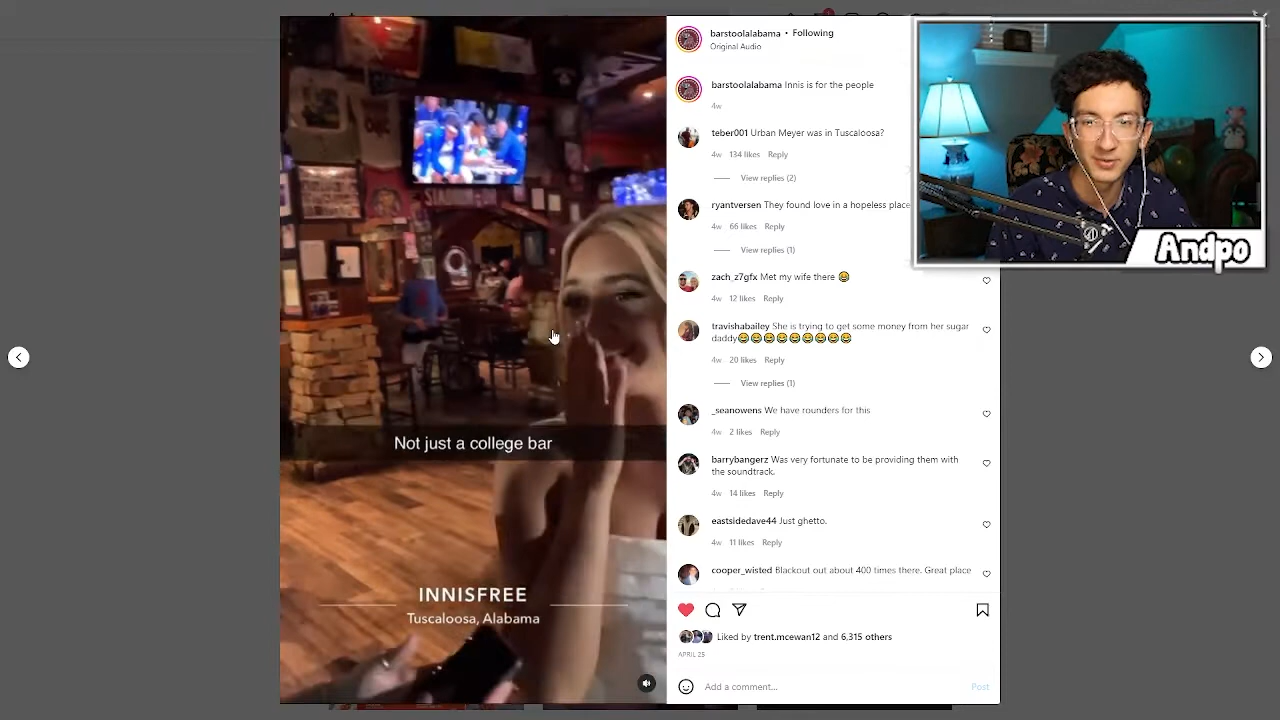 barstoolalabama • Following
Original Audio
barstoolalabama Innis is for the people
4w
teber001 Urban Meyer was in Tuscaloosa?
4w 134 likes Reply
View replies (2)
ryantversen They found love in a hopeless place
4w 66 likes Reply
View replies (1)
zach_z7gfx Met my wife there 😂
4w 12 likes Reply
travishabailey She is trying to get some money from her sugar
daddy😂😂😂😂😂😂😂😂😂
4w 20 likes Reply
View replies (1)
_seanowens We have rounders for this
4w 2 likes Reply
barrybangerz Was very fortunate to be providing them with
the soundtrack.
4w 14 likes Reply
eastsidedave44 Just ghetto.
4w 11 likes Reply
cooper_wisted Blackout out about 400 times there. Great place
Liked by trent.mcewan12 and 6,315 others
APRIL 25
Add a comment...
Post
Not just a college bar
INNISFREE
Tuscaloosa, Alabama
Andpo